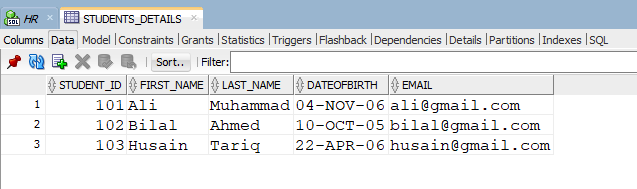 SQL HR STUDENTS_DETAILS
Columns Data Model Constraints Grants Statistics Triggers Flashback Dependencies Details Partitions Indexes SQL
Sort.. Filter:
STUDENT_ID FIRST_NAME LAST_NAME DATEOFBIRTH EMAIL
1 101 Ali Muhammad 04-NOV-06 ali@gmail.com
2 102 Bilal Ahmed 10-OCT-05 bilal@gmail.com
3 103 Husain Tariq 22-APR-06 husain@gmail.com